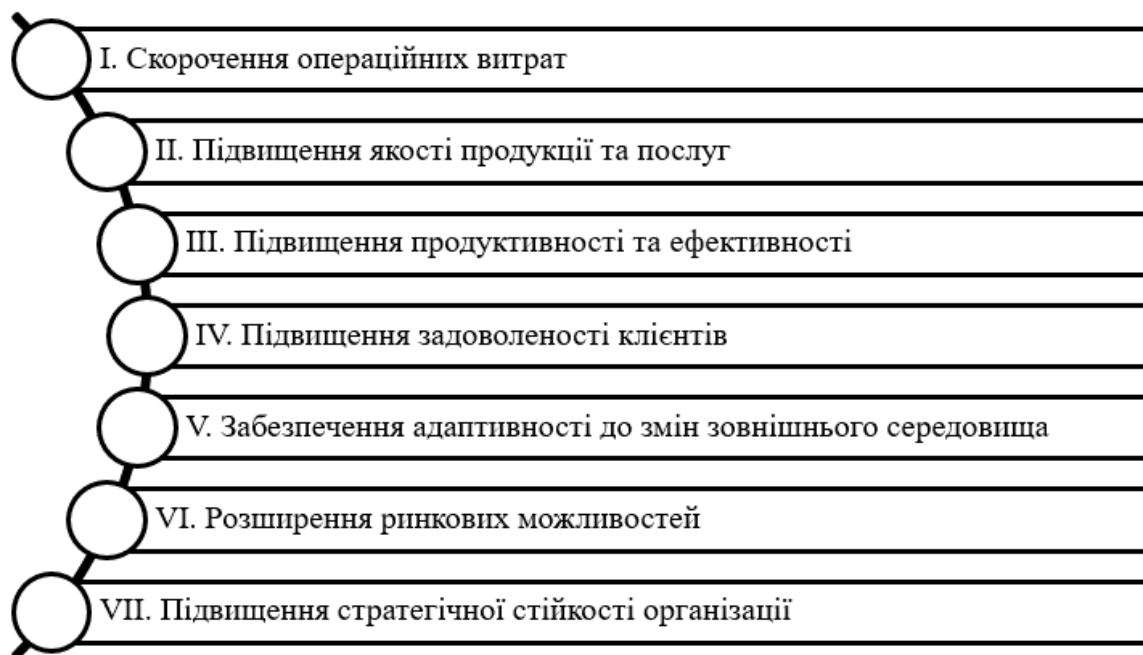 I. Скорочення операційних витрат
II. Підвищення якості продукції та послуг
III. Підвищення продуктивності та ефективності
IV. Підвищення задоволеності клієнтів
V. Забезпечення адаптивності до змін зовнішнього середовища
VI. Розширення ринкових можливостей
VII. Підвищення стратегічної стійкості організації